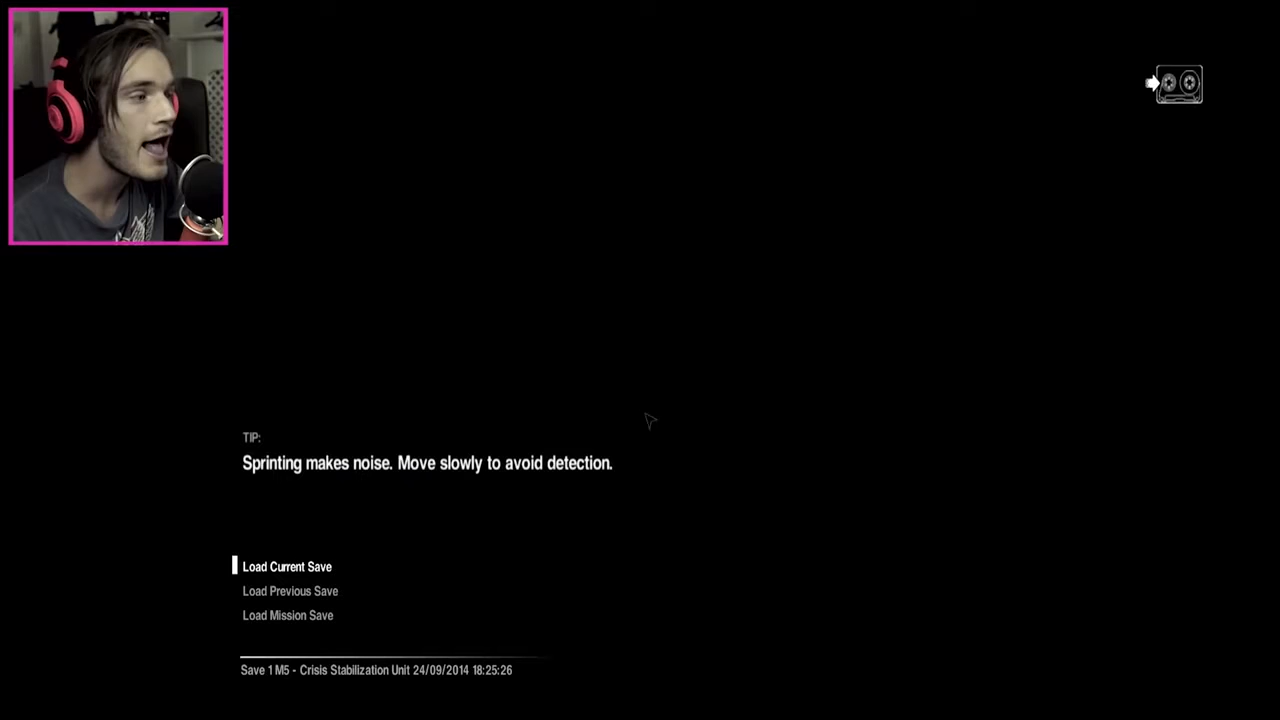 TIP:
Sprinting makes noise. Move slowly to avoid detection.
Load Current Save
Load Previous Save
Load Mission Save
Save 1 M5 - Crisis Stabilization Unit 24/09/2014 18:25:26